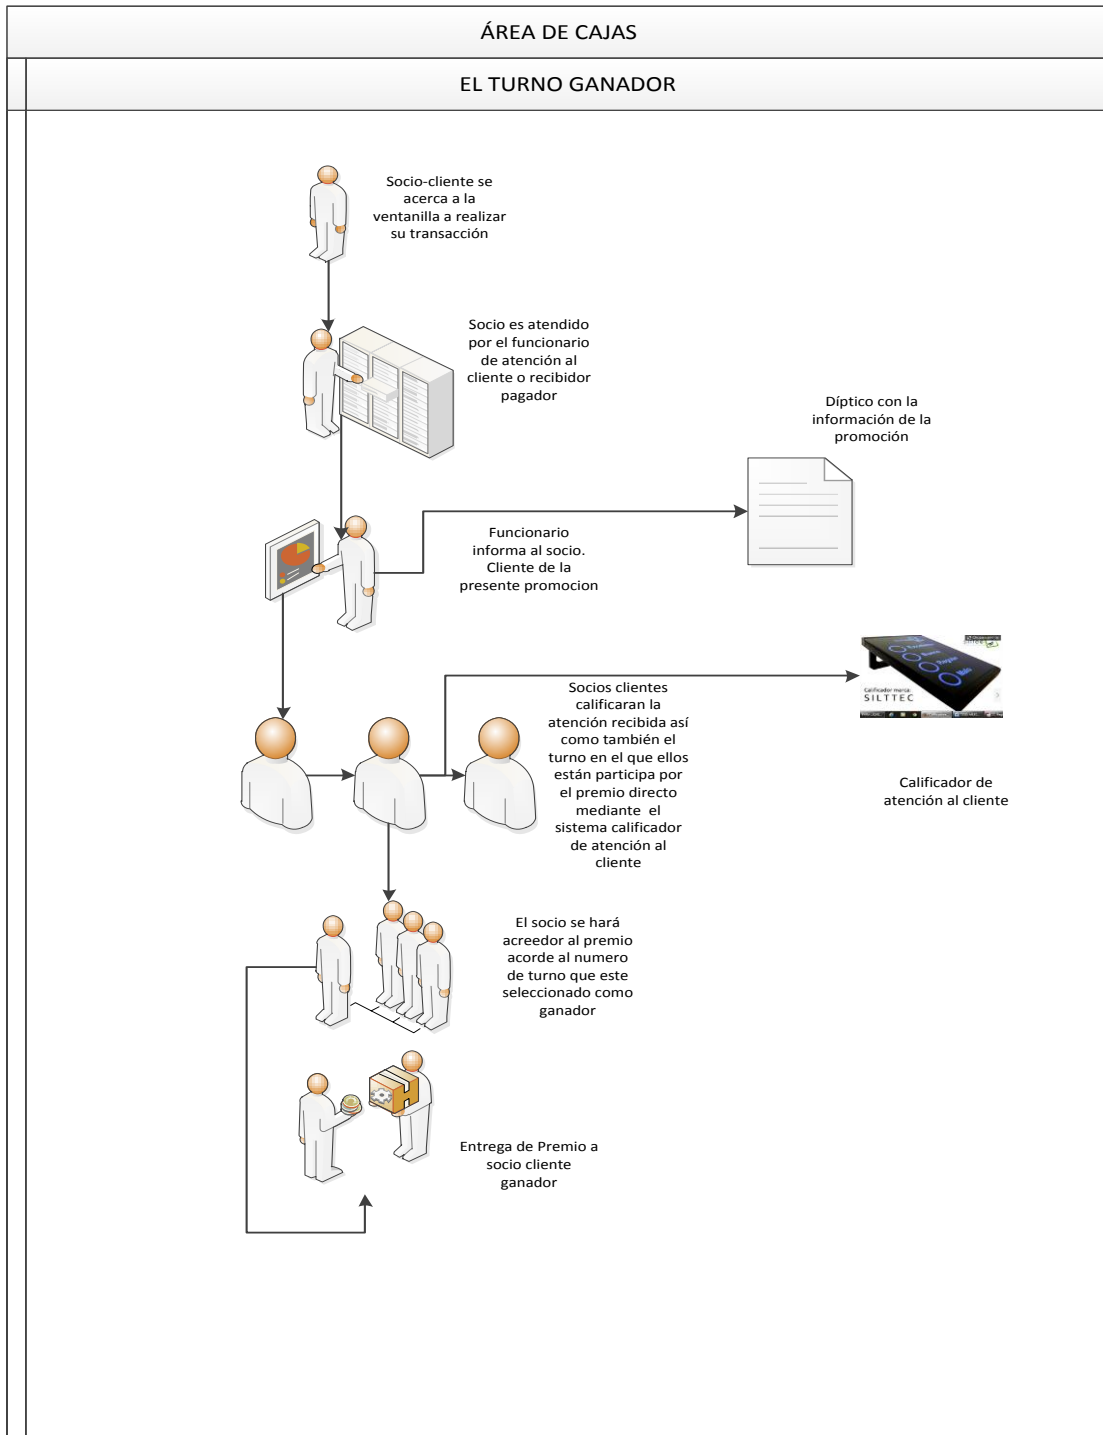 ÁREA DE CAJAS
EL TURNO GANADOR
Socio-cliente se
acerca a la
ventanilla a realizar
su transacción
Socio es atendido
por el funcionario
de atención al
cliente o recibidor
pagador
Díptico con la
información de la
promoción
Funcionario
informa al socio.
Cliente de la
presente promocion
Socios clientes
calificaran la
atención recibida así
como también el
turno en el que ellos
están participa por
el premio directo
mediante el
sistema calificador
de atención al
cliente
Regular
Malo
Calificador marca:
SILTTEC
Calificador de
atención al cliente
El socio se hará
acreedor al premio
acorde al numero
de turno que este
seleccionado como
ganador
Entrega de Premio a
socio cliente
ganador